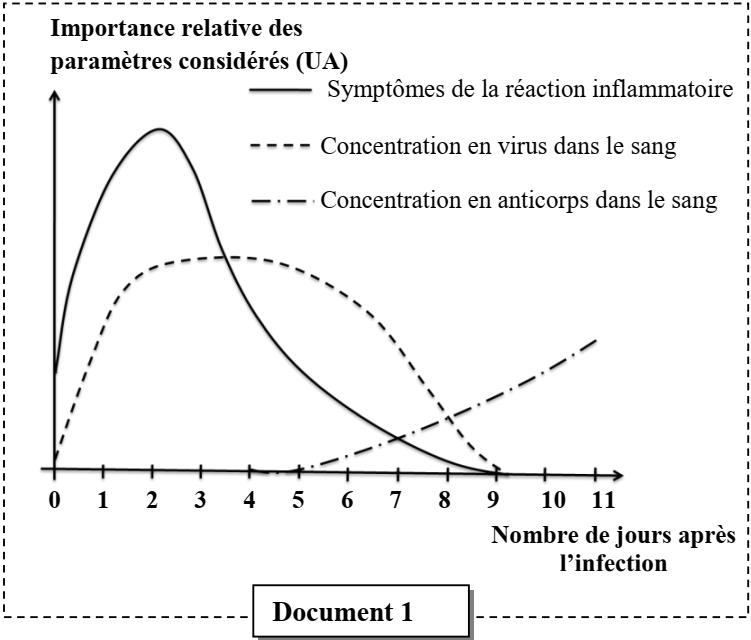 Importance relative des
paramètres considérés (UA)
Symptômes de la réaction inflammatoire
Concentration en virus dans le sang
Concentration en anticorps dans le sang
0 1 2 3 4 5 6 7 8 9 10 11
Nombre de jours après
l’infection
Document 1